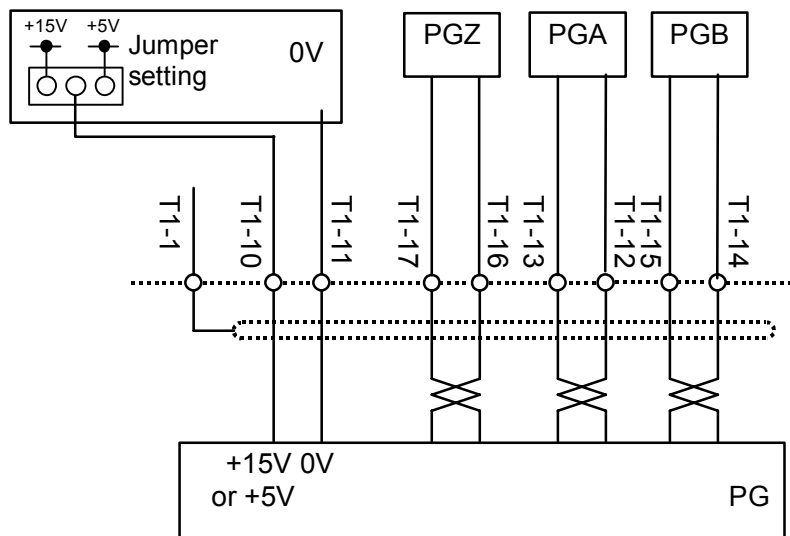 +15V +5V
Jumper
setting
0V
PGZ
PGA
PGB
T1-1
T1-10
T1-11
T1-17
T1-16
T1-13
T1-12
T1-15
T1-14
+15V 0V
or +5V
PG